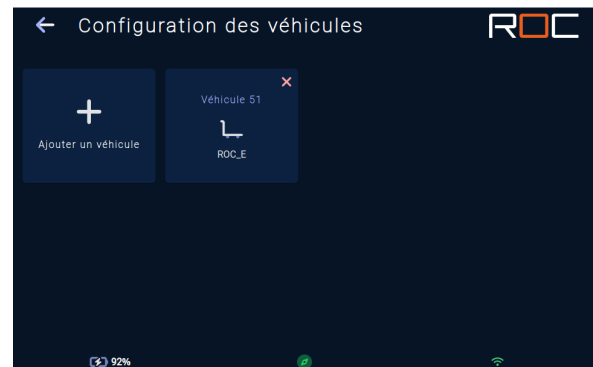 Configuration des véhicules
ROC
Véhicule 51
Ajouter un véhicule
ROC_E
92%